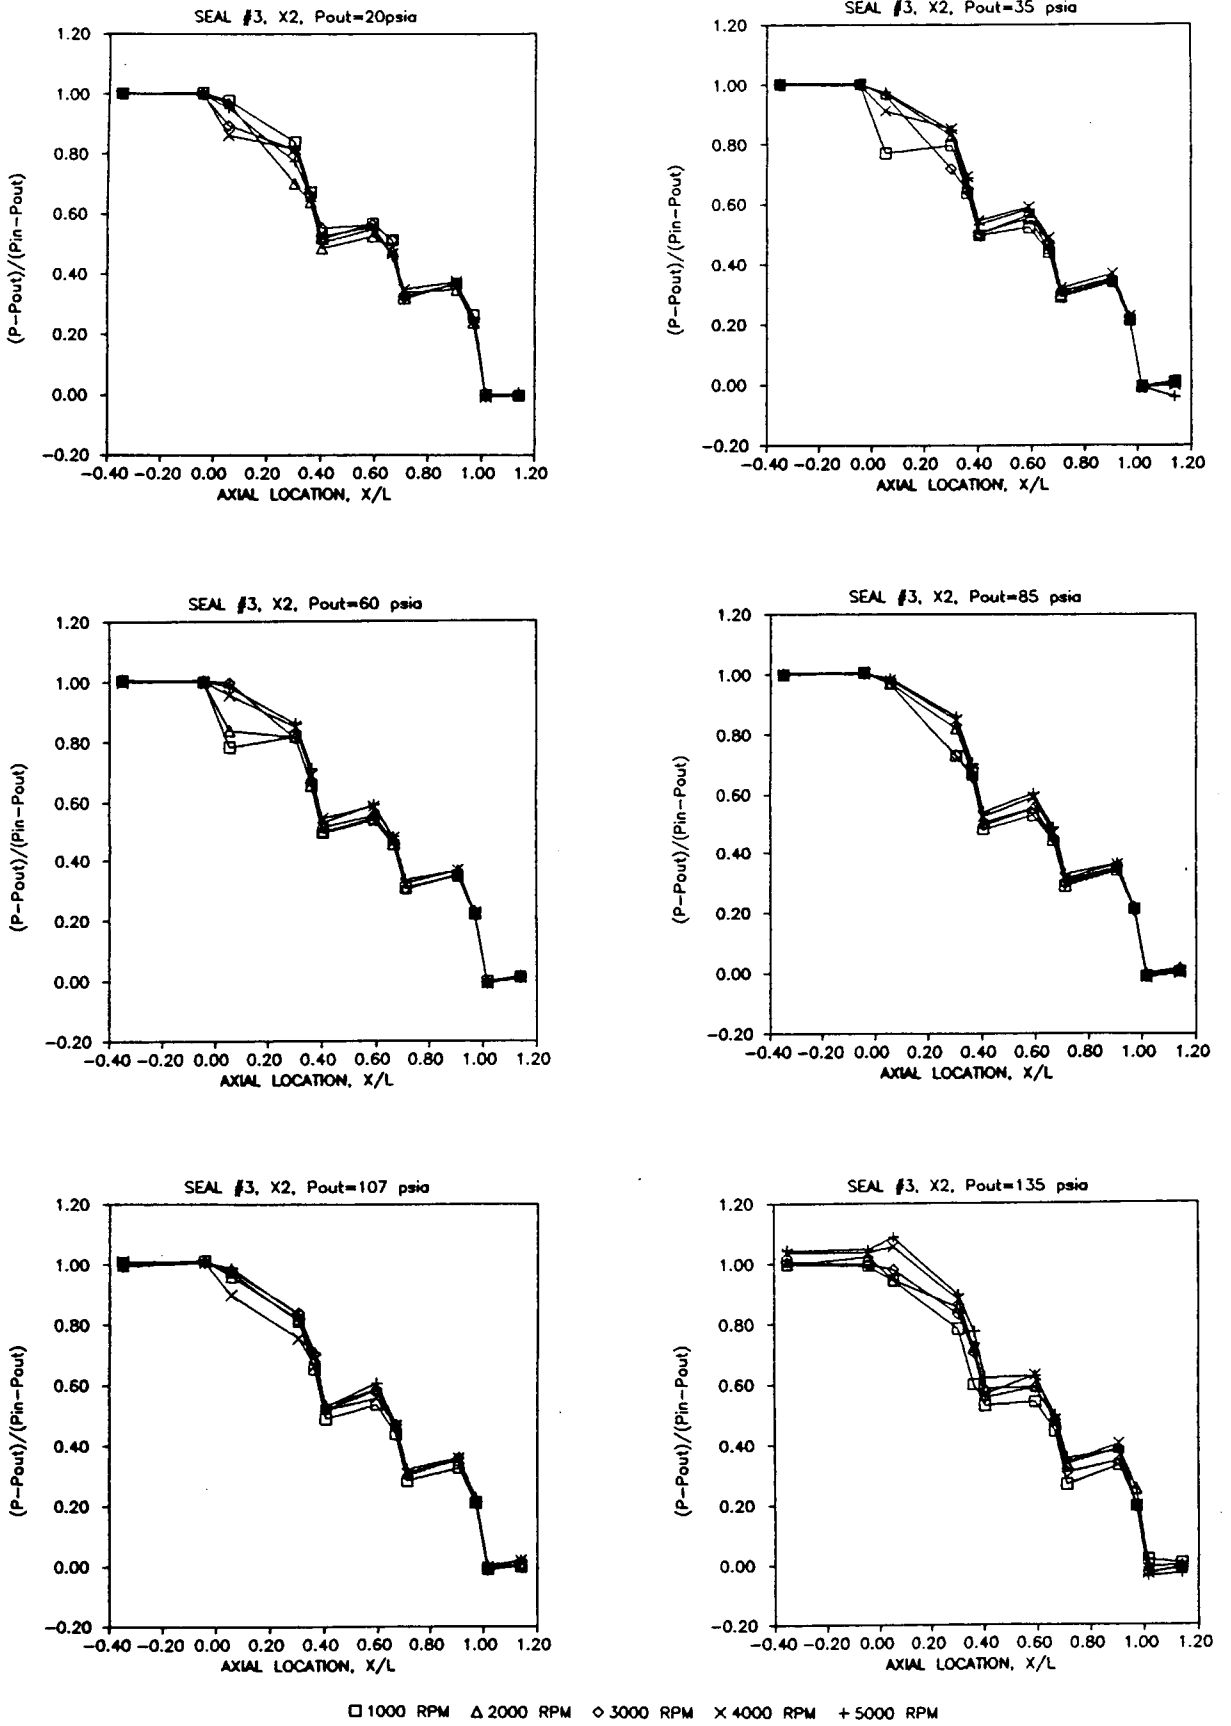 SEAL #3, X2, Pout=20psia
1.20
1.00
0.80
0.60
0.40
0.20
0.00
−0.20
(P−Pout)/(Pin−Pout)
−0.40 −0.20 0.00 0.20 0.40 0.60 0.80 1.00 1.20
AXIAL LOCATION, X/L
SEAL #3, X2, Pout=35 psia
1.20
1.00
0.80
0.60
0.40
0.20
0.00
−0.20
(P−Pout)/(Pin−Pout)
−0.40 −0.20 0.00 0.20 0.40 0.60 0.80 1.00 1.20
AXIAL LOCATION, X/L
SEAL #3, X2, Pout=60 psia
1.20
1.00
0.80
0.60
0.40
0.20
0.00
−0.20
(P−Pout)/(Pin−Pout)
−0.40 −0.20 0.00 0.20 0.40 0.60 0.80 1.00 1.20
AXIAL LOCATION, X/L
SEAL #3, X2, Pout=85 psia
1.20
1.00
0.80
0.60
0.40
0.20
0.00
−0.20
(P−Pout)/(Pin−Pout)
−0.40 −0.20 0.00 0.20 0.40 0.60 0.80 1.00 1.20
AXIAL LOCATION, X/L
SEAL #3, X2, Pout=107 psia
1.20
1.00
0.80
0.60
0.40
0.20
0.00
−0.20
(P−Pout)/(Pin−Pout)
−0.40 −0.20 0.00 0.20 0.40 0.60 0.80 1.00 1.20
AXIAL LOCATION, X/L
SEAL #3, X2, Pout=135 psia
1.20
1.00
0.80
0.60
0.40
0.20
0.00
−0.20
(P−Pout)/(Pin−Pout)
−0.40 −0.20 0.00 0.20 0.40 0.60 0.80 1.00 1.20
AXIAL LOCATION, X/L
1000 RPM 2000 RPM 3000 RPM 4000 RPM 5000 RPM